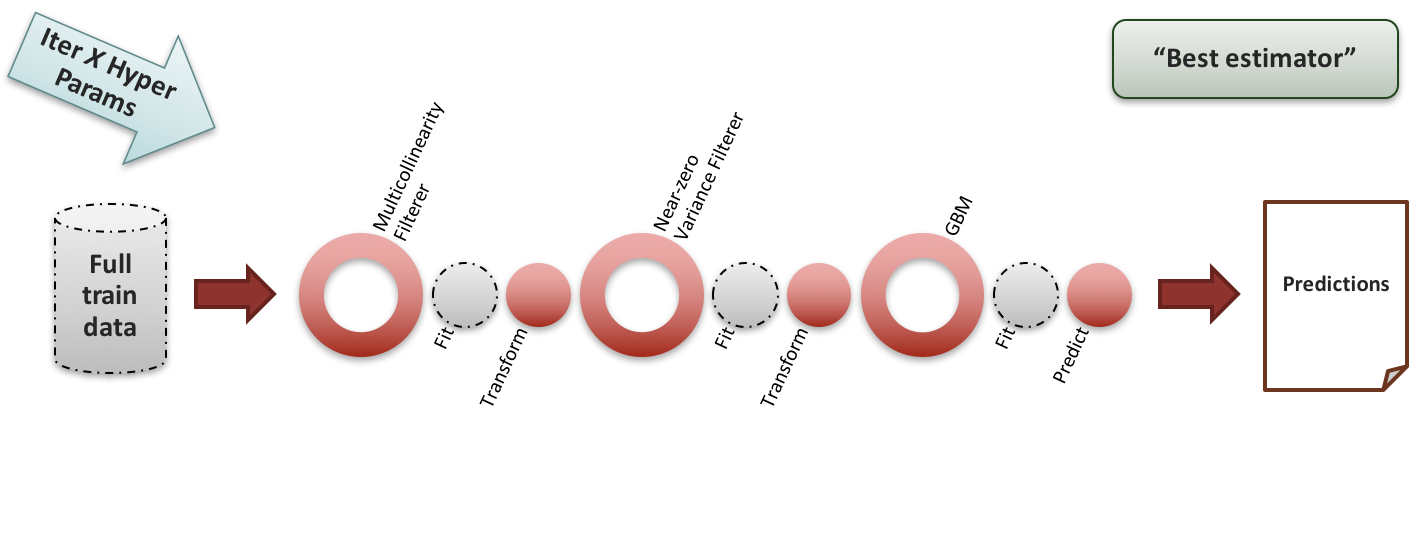 Iter X Hyper
Params
“Best estimator”
Full
train
data
Multicollinearity
Filterer
Fit
Transform
Near-zero
Variance Filterer
Fit
Transform
GBM
Fit
Predict
Predictions